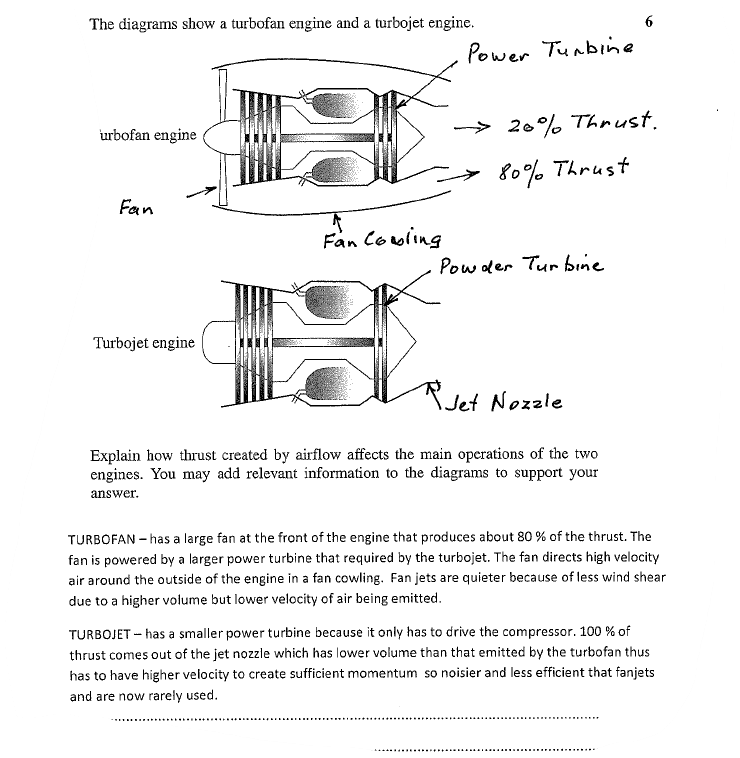 The diagrams show a turbofan engine and a turbojet engine.
6
Power Turbine
urbofan engine
20% Thrust.
80% Thrust
Fan
Fan Cowling
Powder Turbine
Turbojet engine
Jet Nozzle
Explain how thrust created by airflow affects the main operations of the two
engines. You may add relevant information to the diagrams to support your
answer.
TURBOFAN – has a large fan at the front of the engine that produces about 80 % of the thrust. The
fan is powered by a larger power turbine that required by the turbojet. The fan directs high velocity
air around the outside of the engine in a fan cowling. Fan jets are quieter because of less wind shear
due to a higher volume but lower velocity of air being emitted.
TURBOJET – has a smaller power turbine because it only has to drive the compressor. 100 % of
thrust comes out of the jet nozzle which has lower volume than that emitted by the turbofan thus
has to have higher velocity to create sufficient momentum so noisier and less efficient that fanjets
and are now rarely used.